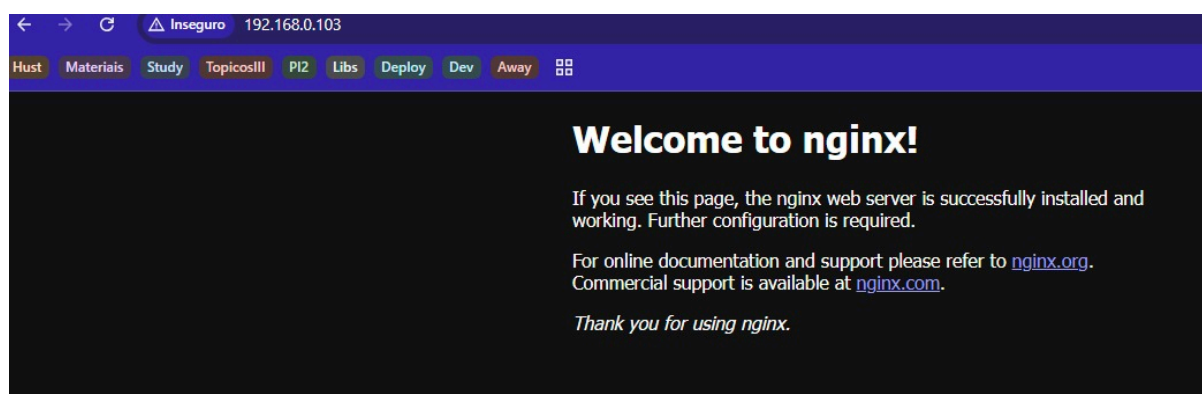 Inseguro 192.168.0.103
Hust Materiais Study TopicosIII PI2 Libs Deploy Dev Away
Welcome to nginx!
If you see this page, the nginx web server is successfully installed and
working. Further configuration is required.
For online documentation and support please refer to nginx.org.
Commercial support is available at nginx.com.
Thank you for using nginx.